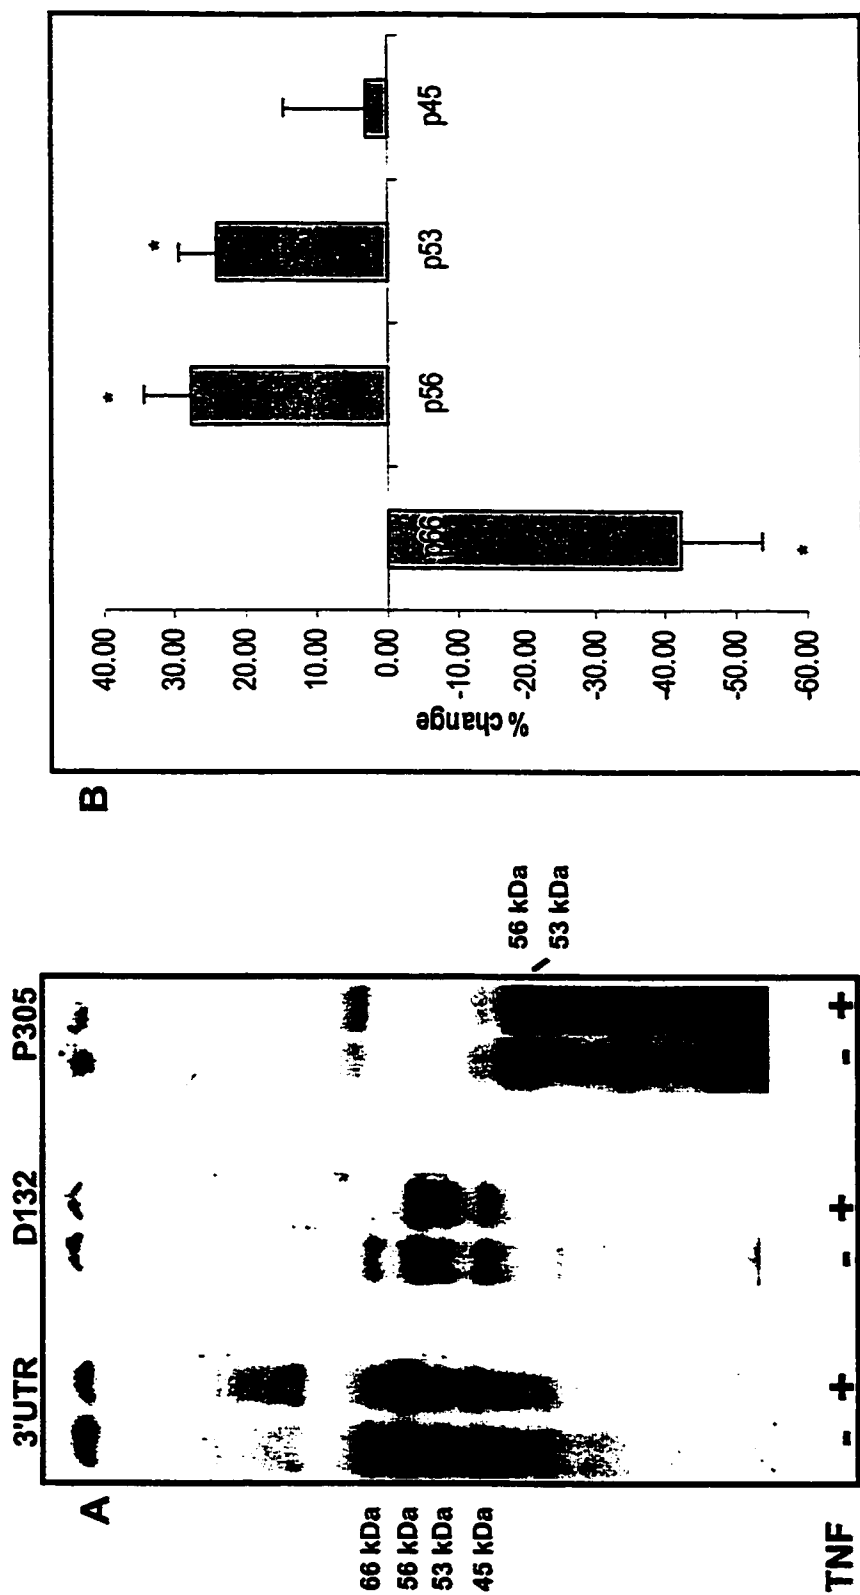 A
3'UTR D132 P305
66 kDa
56 kDa
53 kDa
45 kDa
56 kDa
53 kDa
TNF - + - + - +
B
% change
40.00
30.00
20.00
10.00
0.00
-10.00
-20.00
-30.00
-40.00
-50.00
-60.00
p66
p56
p53
p45
*
*
*